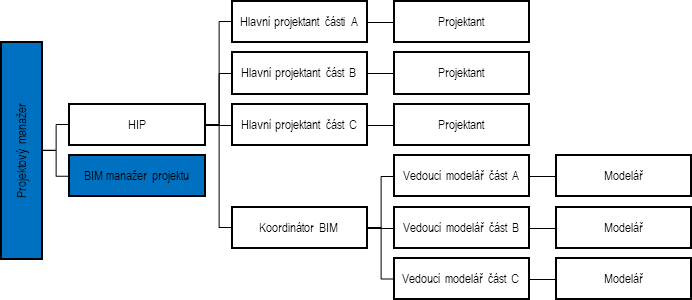 Projektový manažer
HIP
BIM manažer projektu
Hlavní projektant části A
Projektant
Hlavní projektant část B
Projektant
Hlavní projektant část C
Projektant
Koordinátor BIM
Vedoucí modelář část A
Modelář
Vedoucí modelář část B
Modelář
Vedoucí modelář část C
Modelář